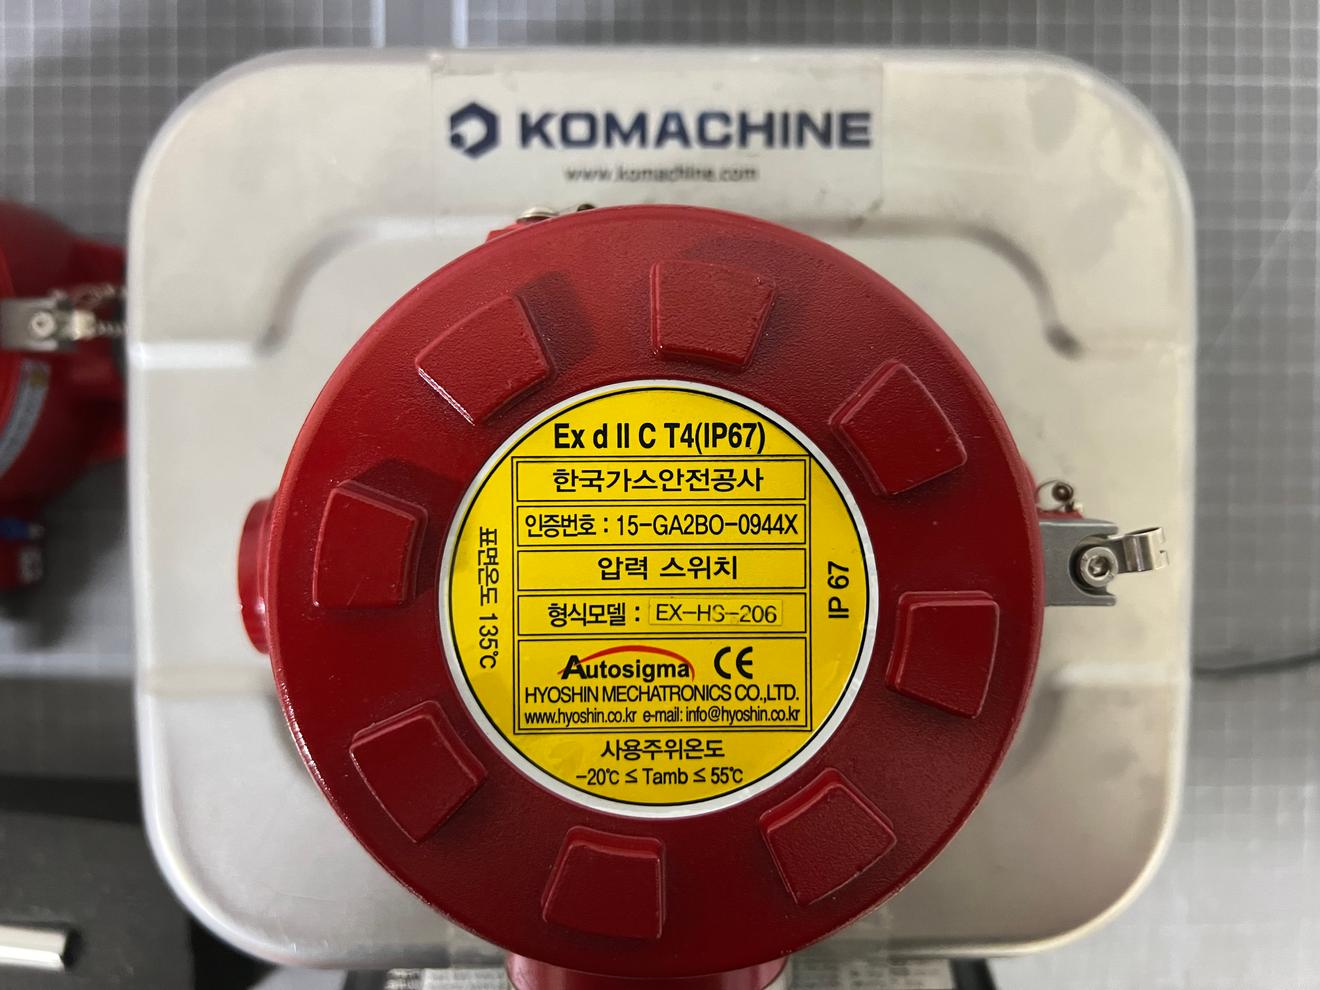 KOMACHINE
www.komachine.com
Ex d II C T4(IP67)
한국가스안전공사
인증번호 : 15-GA2BO-0944X
압력 스위치
형식모델 : EX-HS-206
Autosigma CE
HYOSHIN MECHATRONICS CO.,LTD.
www.hyoshin.co.kr e-mail: info@hyoshin.co.kr
사용주위온도
-20℃ ≤ Tamb ≤ 55℃
표면온도 135℃
IP 67